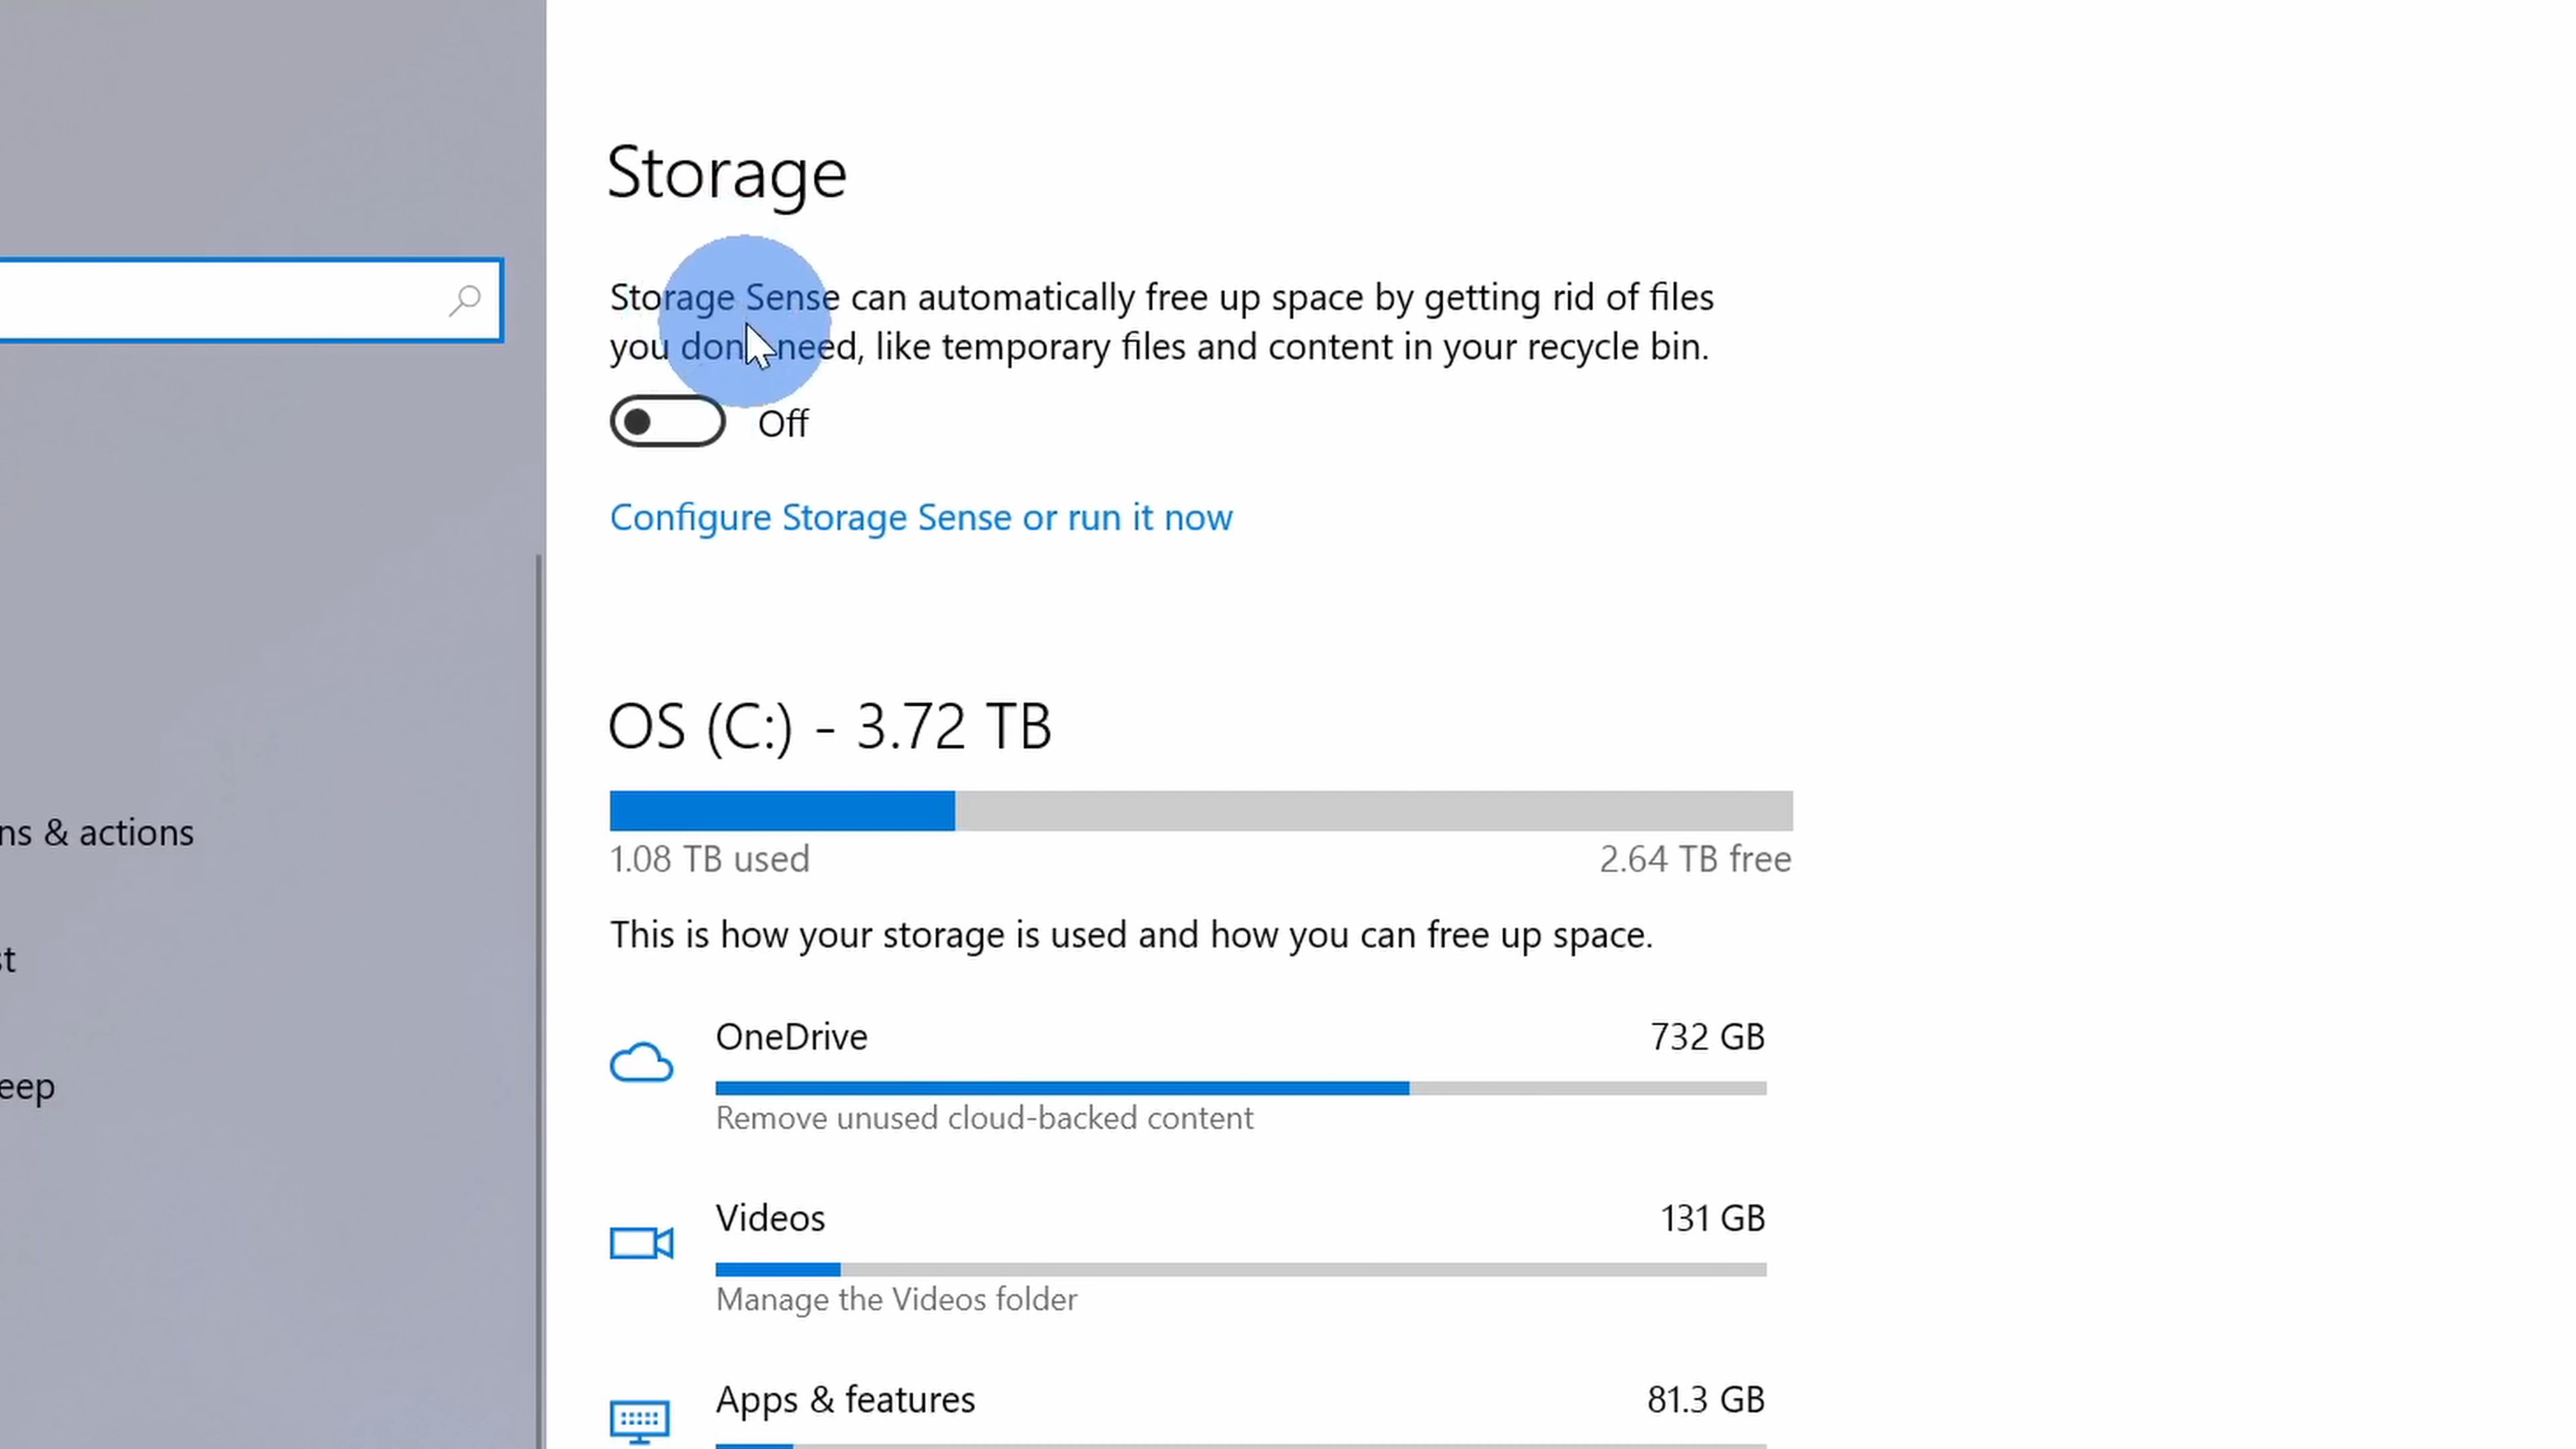 Storage
Storage Sense can automatically free up space by getting rid of files
you don't need, like temporary files and content in your recycle bin.
Off
Configure Storage Sense or run it now
OS (C:) - 3.72 TB
1.08 TB used
2.64 TB free
This is how your storage is used and how you can free up space.
OneDrive
732 GB
Remove unused cloud-backed content
Videos
131 GB
Manage the Videos folder
Apps & features
81.3 GB
ns & actions
st
eep